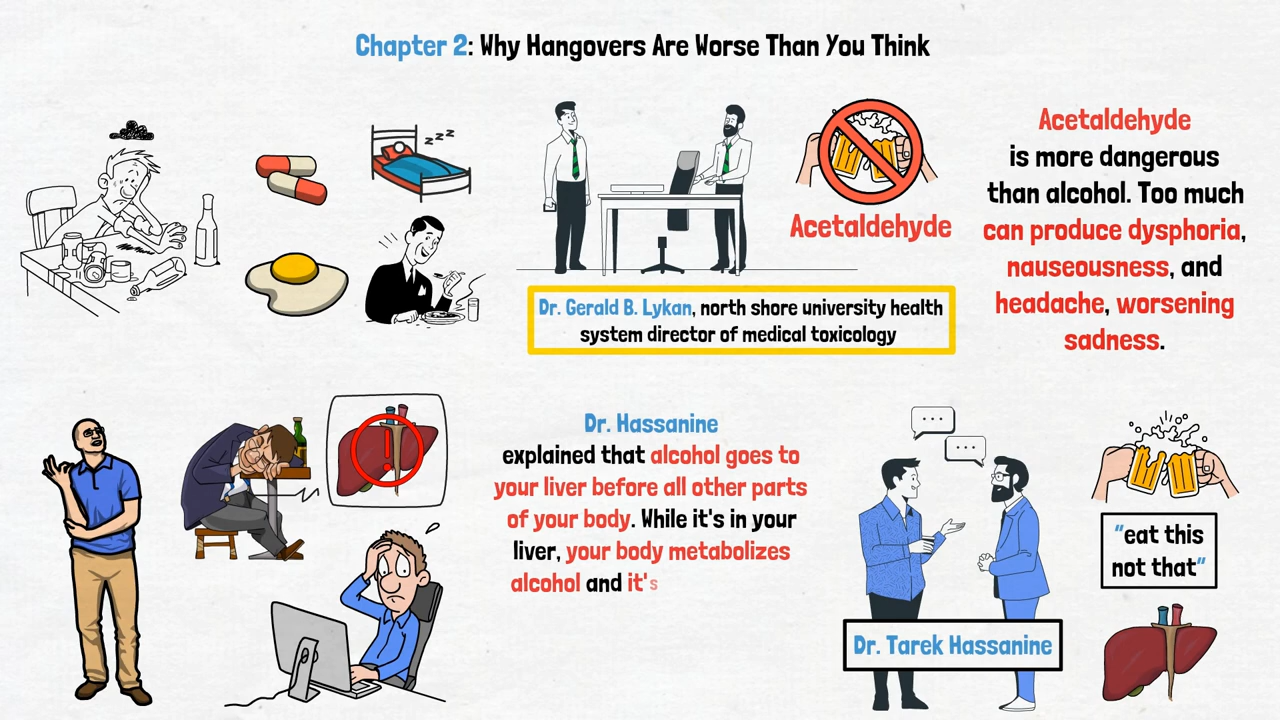 Chapter 2: Why Hangovers Are Worse Than You Think
zzz
Acetaldehyde
Dr. Gerald B. Lykan, north shore university health
system director of medical toxicology
Acetaldehyde
is more dangerous
than alcohol. Too much
can produce dysphoria,
nauseousness, and
headache, worsening
sadness.
!
Dr. Hassanine
explained that alcohol goes to
your liver before all other parts
of your body. While it's in your
liver, your body metabolizes
alcohol and it's
...
...
Dr. Tarek Hassanine
"eat this
not that"